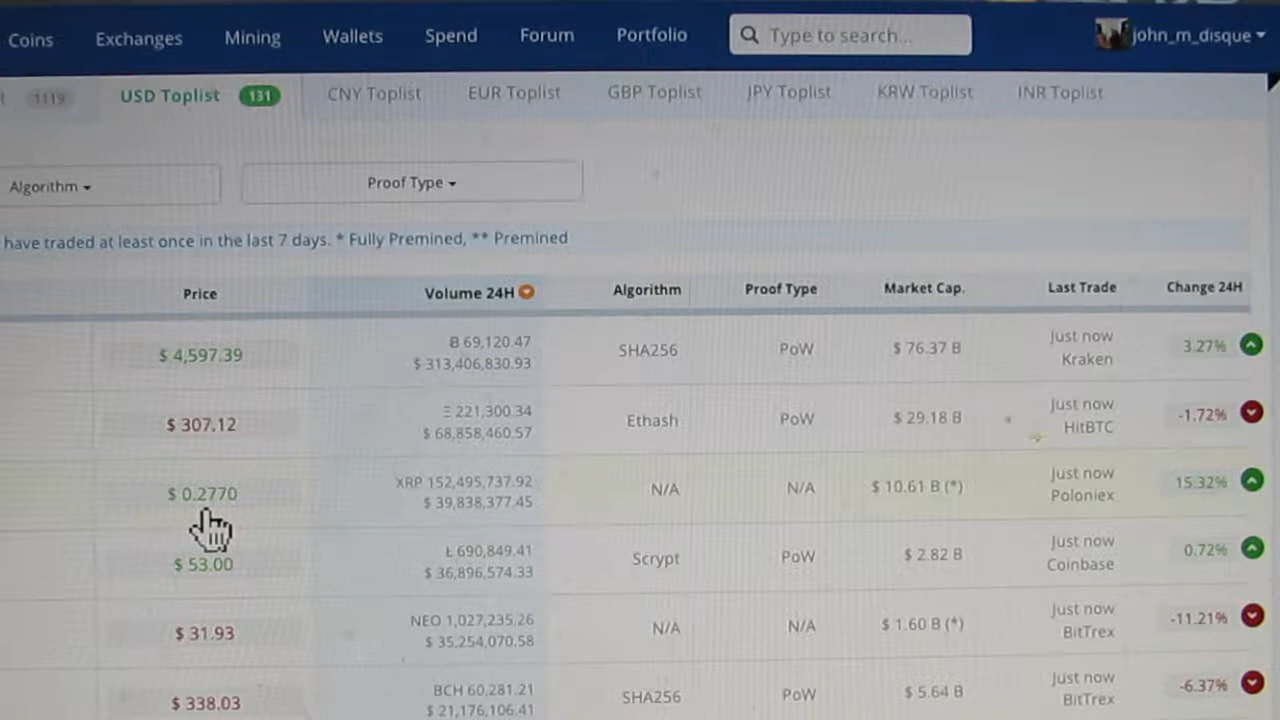 Coins Exchanges Mining Wallets Spend Forum Portfolio Type to search... john_m_disque
1119 USD Toplist 131 CNY Toplist EUR Toplist GBP Toplist JPY Toplist KRW Toplist INR Toplist
Algorithm Proof Type
have traded at least once in the last 7 days. * Fully Premined, ** Premined
Price Volume 24H Algorithm Proof Type Market Cap. Last Trade Change 24H
$ 4,597.39 Ƀ 69,120.47 SHA256 PoW $ 76.37 B Just now 3.27%
$ 313,406,830.93 Kraken
$ 307.12 Ξ 221,300.34 Ethash PoW $ 29.18 B Just now -1.72%
$ 68,858,460.57 HitBTC
$ 0.2770 XRP 152,495,737.92 N/A N/A $ 10.61 B (*) Just now 15.32%
$ 39,838,377.45 Poloniex
$ 53.00 Ł 690,849.41 Scrypt PoW $ 2.82 B Just now 0.72%
$ 36,896,574.33 Coinbase
$ 31.93 NEO 1,027,235.26 N/A N/A $ 1.60 B (*) Just now -11.21%
$ 35,254,070.58 BitTrex
$ 338.03 BCH 60,281.21 SHA256 PoW $ 5.64 B Just now -6.37%
$ 21,176,106.41 BitTrex